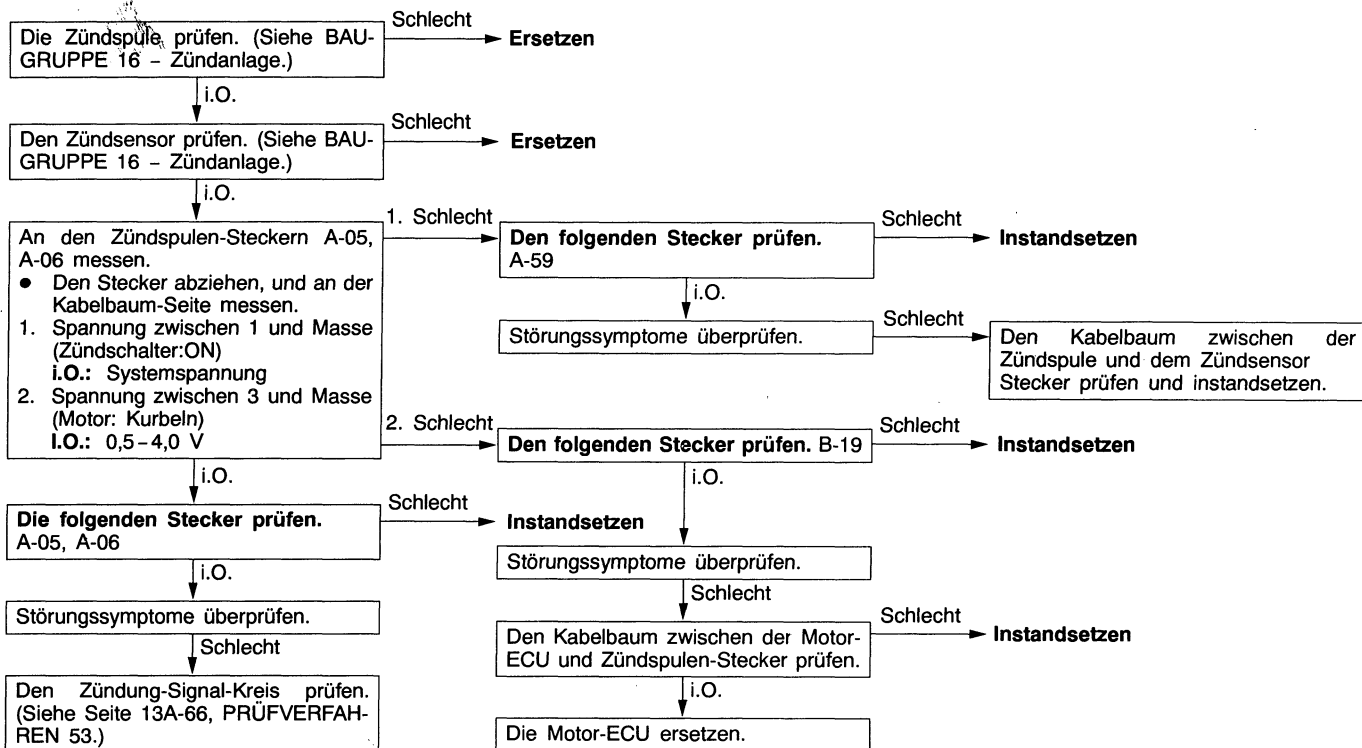 Die Zündspule prüfen. (Siehe BAU-
GRUPPE 16 – Zündanlage.)
Schlecht
Ersetzen
i.O.
Den Zündsensor prüfen. (Siehe BAU-
GRUPPE 16 – Zündanlage.)
Schlecht
Ersetzen
i.O.
An den Zündspulen-Steckern A-05,
A-06 messen.
● Den Stecker abziehen, und an der
Kabelbaum-Seite messen.
1. Spannung zwischen 1 und Masse
(Zündschalter:ON)
i.O.: Systemspannung
2. Spannung zwischen 3 und Masse
(Motor: Kurbeln)
I.O.: 0,5–4,0 V
1. Schlecht
Den folgenden Stecker prüfen.
A-59
Schlecht
Instandsetzen
i.O.
Störungssymptome überprüfen.
Schlecht
Den Kabelbaum zwischen der
Zündspule und dem Zündsensor
Stecker prüfen und instandsetzen.
2. Schlecht
Den folgenden Stecker prüfen. B-19
Schlecht
Instandsetzen
i.O.
Störungssymptome überprüfen.
Schlecht
Den Kabelbaum zwischen der Motor-
ECU und Zündspulen-Stecker prüfen.
Schlecht
Instandsetzen
i.O.
Die Motor-ECU ersetzen.
i.O.
Die folgenden Stecker prüfen.
A-05, A-06
Schlecht
Instandsetzen
i.O.
Störungssymptome überprüfen.
Schlecht
Den Zündung-Signal-Kreis prüfen.
(Siehe Seite 13A-66, PRÜFVERFAH-
REN 53.)